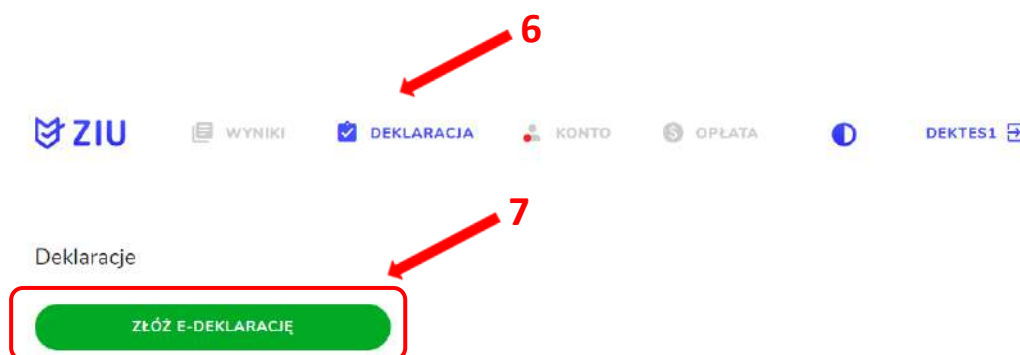 6
ZIU WYNIKI DEKLARACJA KONTO OPŁATA DEKTES1
7
Deklaracje
ZŁÓŻ E-DEKLARACJĘ